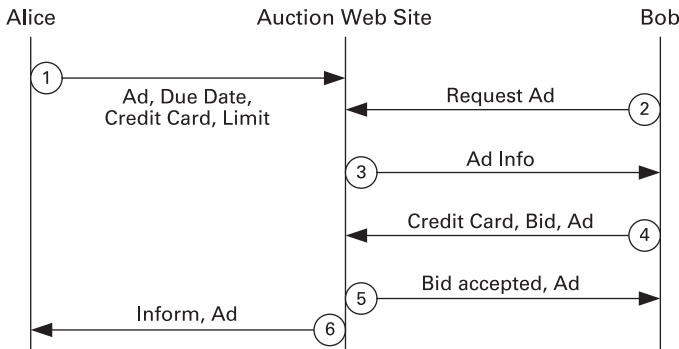 Alice
Auction Web Site
Bob
1
Ad, Due Date,
Credit Card, Limit
Request Ad
2
3
Ad Info
Credit Card, Bid, Ad
4
5
Bid accepted, Ad
Inform, Ad
6